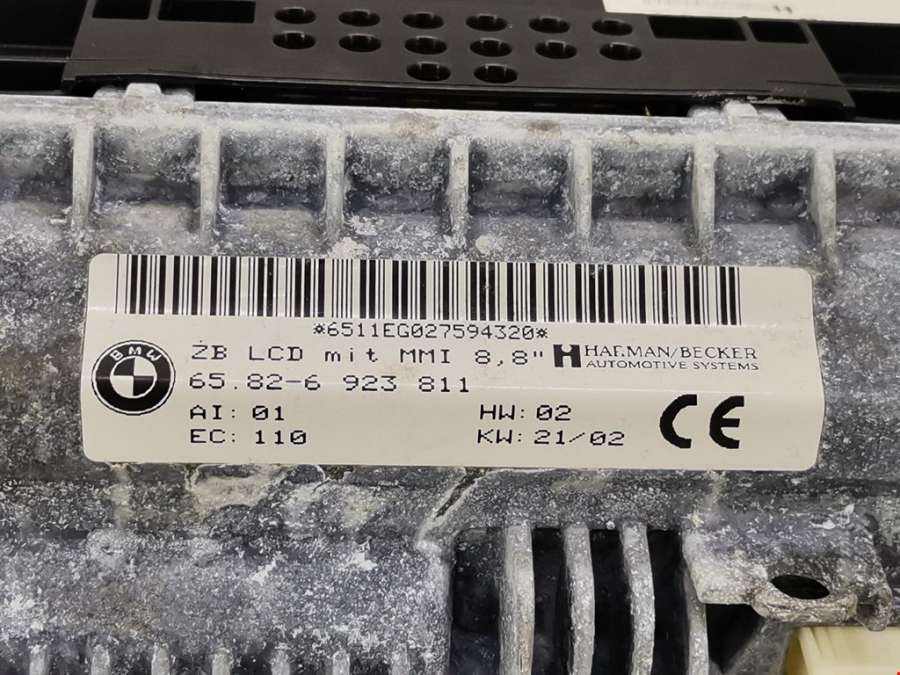 *6511EG027594320*
ZB LCD mit MMI 8,8"
HARMAN/BECKER
AUTOMOTIVE SYSTEMS
BMW
65.82-6 923 811
AI: 01
HW: 02
EC: 110
KW: 21/02
CE